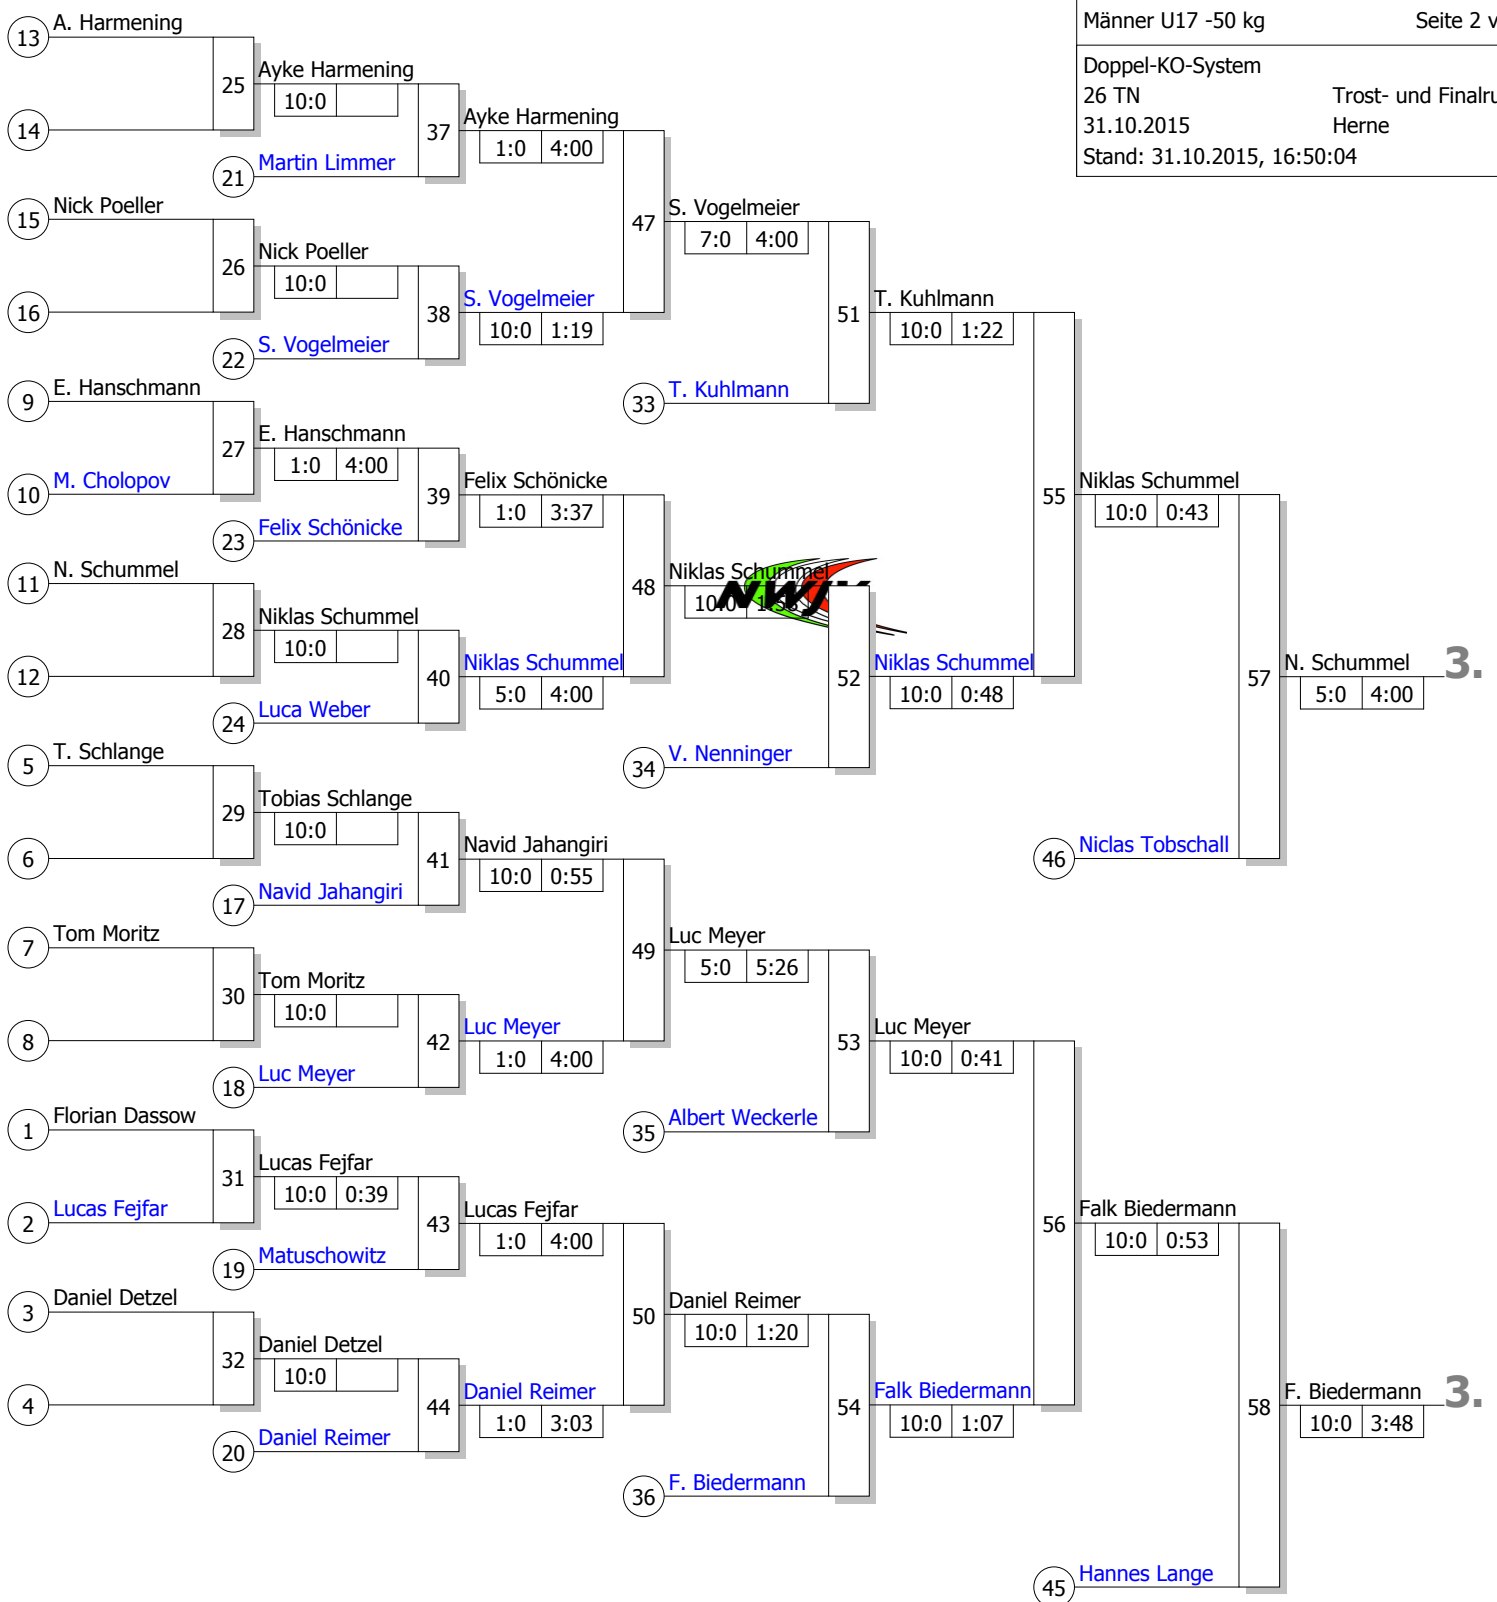 Männer U17 -50 kg Seite 2 v
Doppel-KO-System
26 TN Trost- und Finalru
31.10.2015 Herne
Stand: 31.10.2015, 16:50:04
13 A. Harmening
14
25 Ayke Harmening
10:0
21 Martin Limmer
37 Ayke Harmening
1:0 4:00
15 Nick Poeller
16
26 Nick Poeller
10:0
22 S. Vogelmeier
38 S. Vogelmeier
10:0 1:19
47 S. Vogelmeier
7:0 4:00
33 T. Kuhlmann
51 T. Kuhlmann
10:0 1:22
9 E. Hanschmann
10 M. Cholopov
27 E. Hanschmann
1:0 4:00
23 Felix Schönicke
39 Felix Schönicke
1:0 3:37
11 N. Schummel
12
28 Niklas Schummel
10:0
24 Luca Weber
40 Niklas Schummel
5:0 4:00
48 Niklas Schummel
10:0
NWJV
34 V. Nenninger
52 Niklas Schummel
10:0 0:48
55 Niklas Schummel
10:0 0:43
46 Niclas Tobschall
57 N. Schummel 3.
5:0 4:00
5 T. Schlange
6
29 Tobias Schlange
10:0
17 Navid Jahangiri
41 Navid Jahangiri
10:0 0:55
7 Tom Moritz
8
30 Tom Moritz
10:0
18 Luc Meyer
42 Luc Meyer
1:0 4:00
49 Luc Meyer
5:0 5:26
35 Albert Weckerle
53 Luc Meyer
10:0 0:41
1 Florian Dassow
2 Lucas Fejfar
31 Lucas Fejfar
10:0 0:39
19 Matuschowitz
43 Lucas Fejfar
1:0 4:00
3 Daniel Detzel
4
32 Daniel Detzel
10:0
20 Daniel Reimer
44 Daniel Reimer
1:0 3:03
50 Daniel Reimer
10:0 1:20
36 F. Biedermann
54 Falk Biedermann
10:0 1:07
56 Falk Biedermann
10:0 0:53
45 Hannes Lange
58 F. Biedermann 3.
10:0 3:48